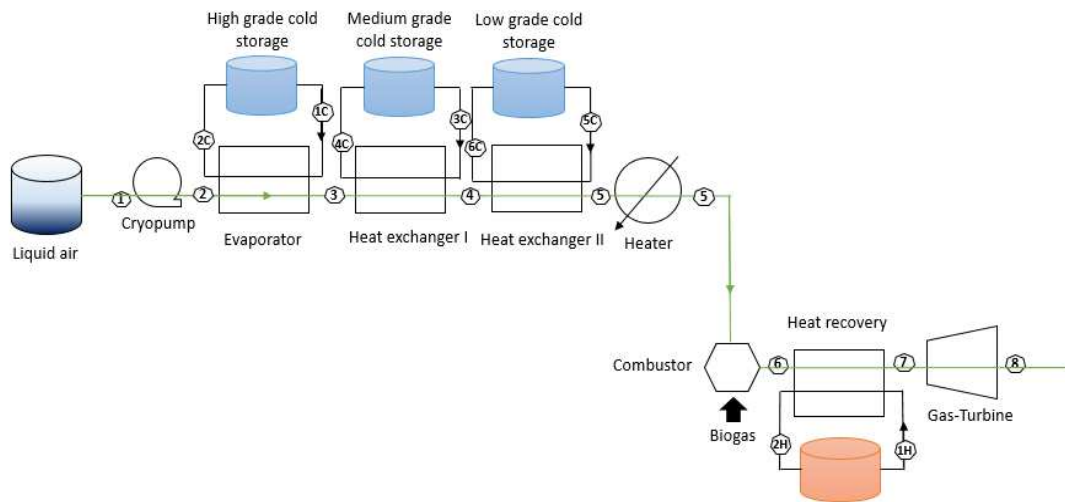 High grade cold
storage
Medium grade
cold storage
Low grade cold
storage
1C
2C
3C
4C
5C
6C
1
2
3
4
5
5
Cryopump
Liquid air
Evaporator
Heat exchanger I
Heat exchanger II
Heater
Heat recovery
Combustor
6
7
8
Gas-Turbine
Biogas
2H
1H